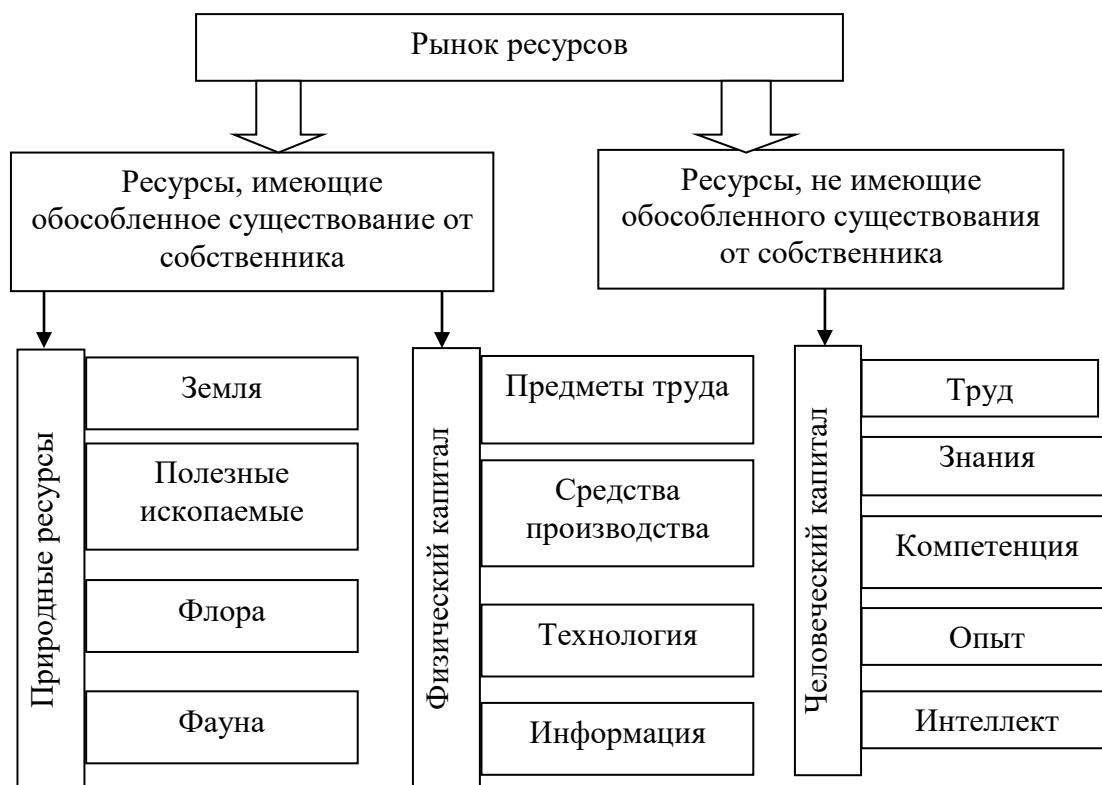 Рынок ресурсов
Ресурсы, имеющие
обособленное существование от
собственника
Ресурсы, не имеющие
обособленного существования
от собственника
Природные ресурсы
Земля
Полезные
ископаемые
Флора
Фауна
Физический капитал
Предметы труда
Средства
производства
Технология
Информация
Человеческий капитал
Труд
Знания
Компетенция
Опыт
Интеллект